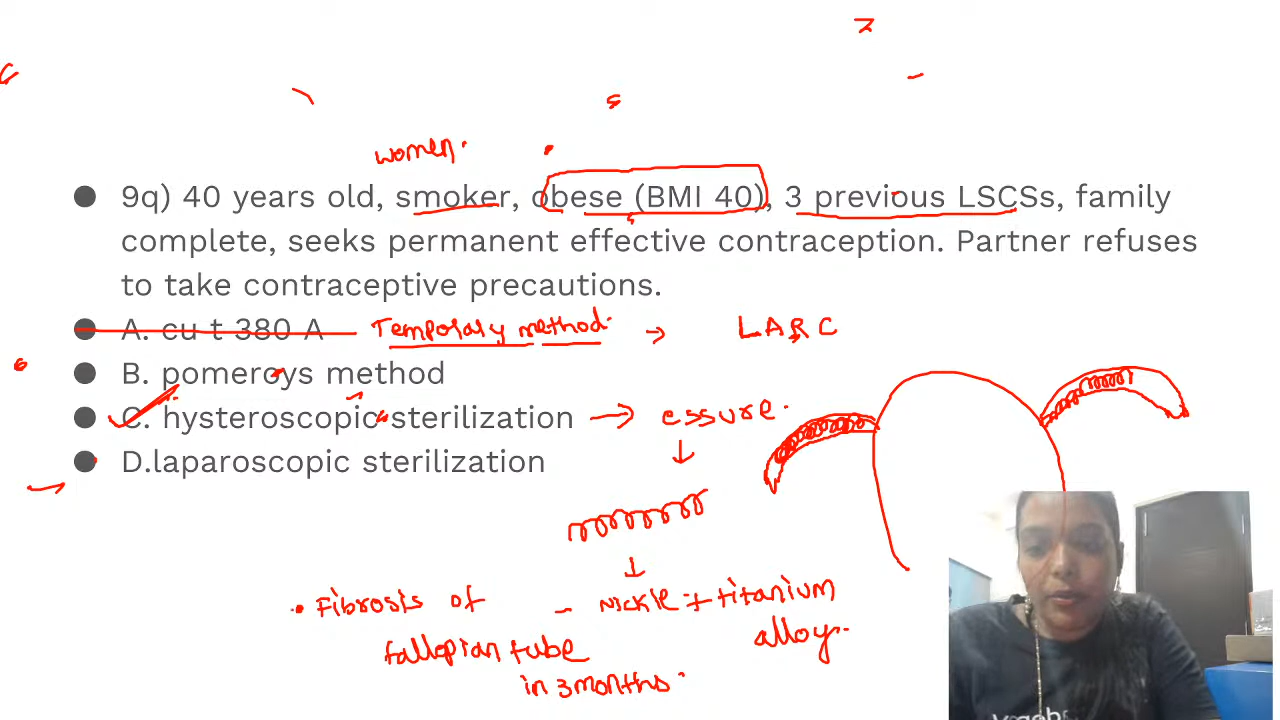 women.
9q) 40 years old, smoker, obese (BMI 40), 3 previous LSCSs, family
complete, seeks permanent effective contraception. Partner refuses
to take contraceptive precautions.
A. cu t 380 A Temporary method. → LARC
B. pomeroys method
C. hysteroscopic sterilization → essure.
D.laparoscopic sterilization
• Fibrosis of - Nickle + titanium
fallopian tube alloy.
in 3 months.